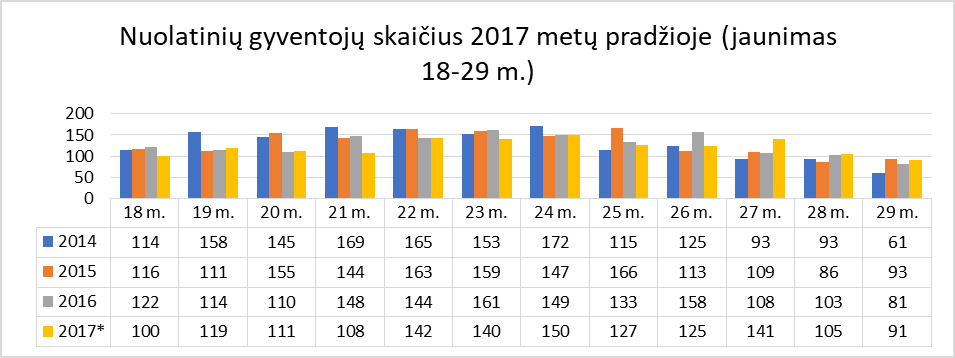 Nuolatinių gyventojų skaičius 2017 metų pradžioje (jaunimas
18-29 m.)
200
150
100
50
0
18 m. 19 m. 20 m. 21 m. 22 m. 23 m. 24 m. 25 m. 26 m. 27 m. 28 m. 29 m.
2014 114 158 145 169 165 153 172 115 125 93 93 61
2015 116 111 155 144 163 159 147 166 113 109 86 93
2016 122 114 110 148 144 161 149 133 158 108 103 81
2017* 100 119 111 108 142 140 150 127 125 141 105 91